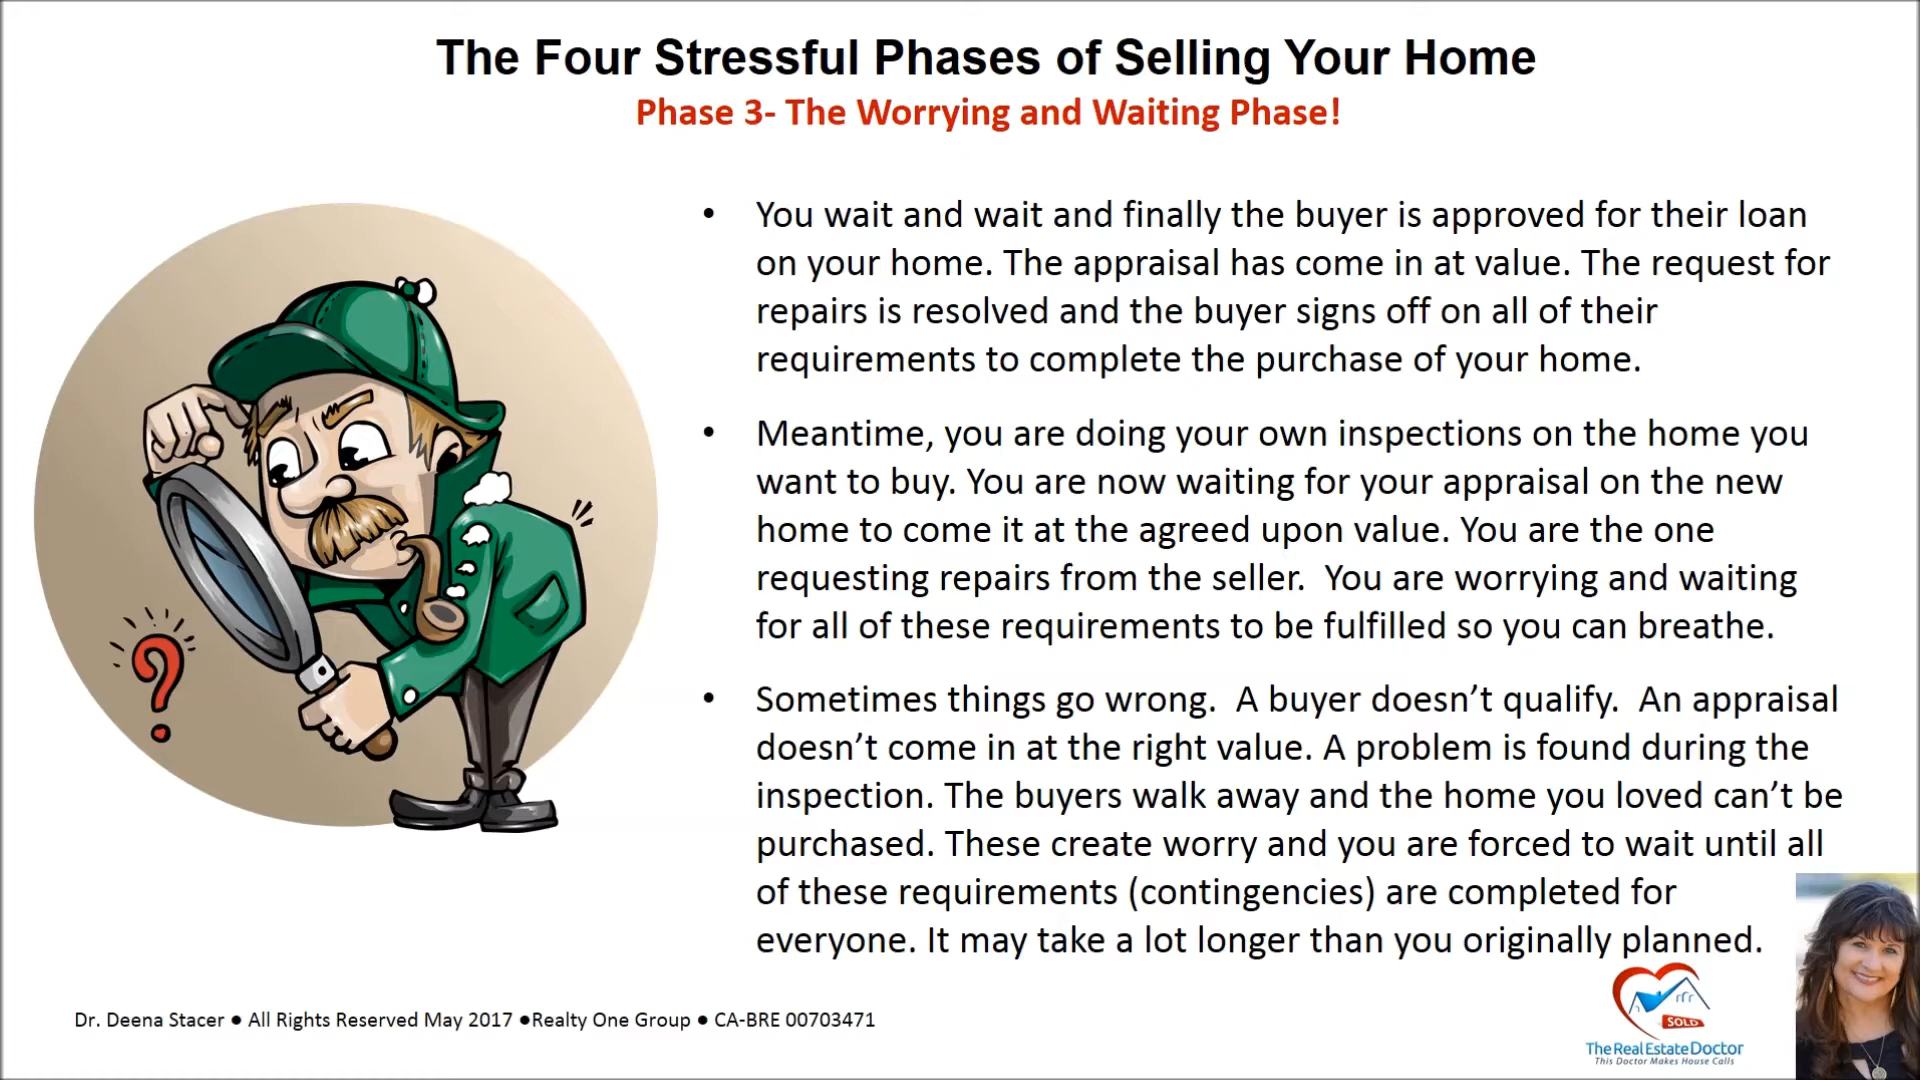 The Four Stressful Phases of Selling Your Home
Phase 3- The Worrying and Waiting Phase!
• You wait and wait and finally the buyer is approved for their loan
on your home. The appraisal has come in at value. The request for
repairs is resolved and the buyer signs off on all of their
requirements to complete the purchase of your home.
• Meantime, you are doing your own inspections on the home you
want to buy. You are now waiting for your appraisal on the new
home to come it at the agreed upon value. You are the one
requesting repairs from the seller.  You are worrying and waiting
for all of these requirements to be fulfilled so you can breathe.
• Sometimes things go wrong.  A buyer doesn’t qualify.  An appraisal
doesn’t come in at the right value. A problem is found during the
inspection. The buyers walk away and the home you loved can’t be
purchased. These create worry and you are forced to wait until all
of these requirements (contingencies) are completed for
everyone. It may take a lot longer than you originally planned.
?
SOLD
The Real Estate Doctor
This Doctor Makes House Calls
Dr. Deena Stacer ● All Rights Reserved May 2017 ●Realty One Group ● CA-BRE 00703471